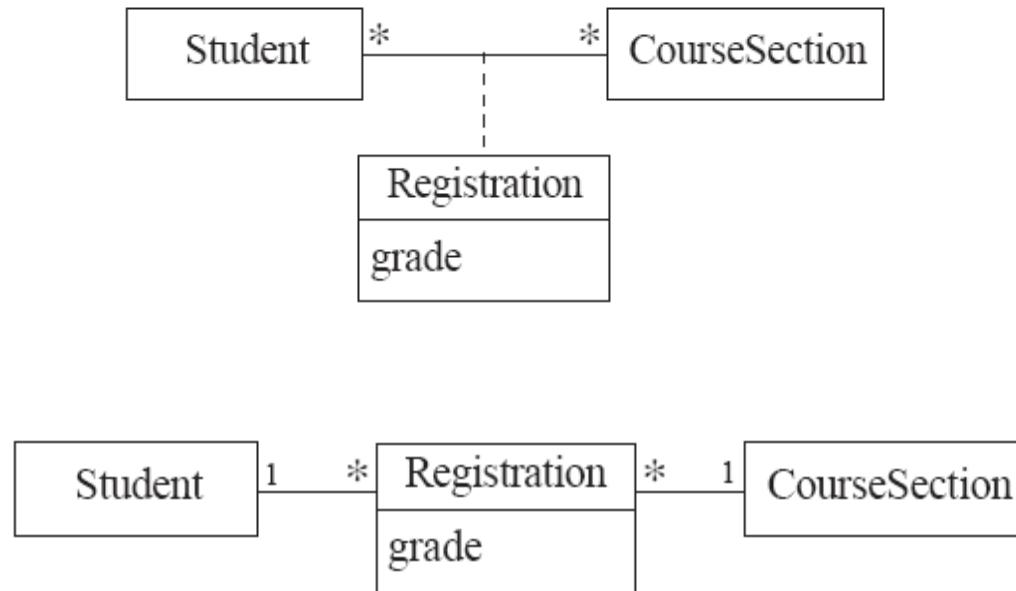 Student * * CourseSection
Registration
grade
Student 1 * Registration * 1 CourseSection
grade